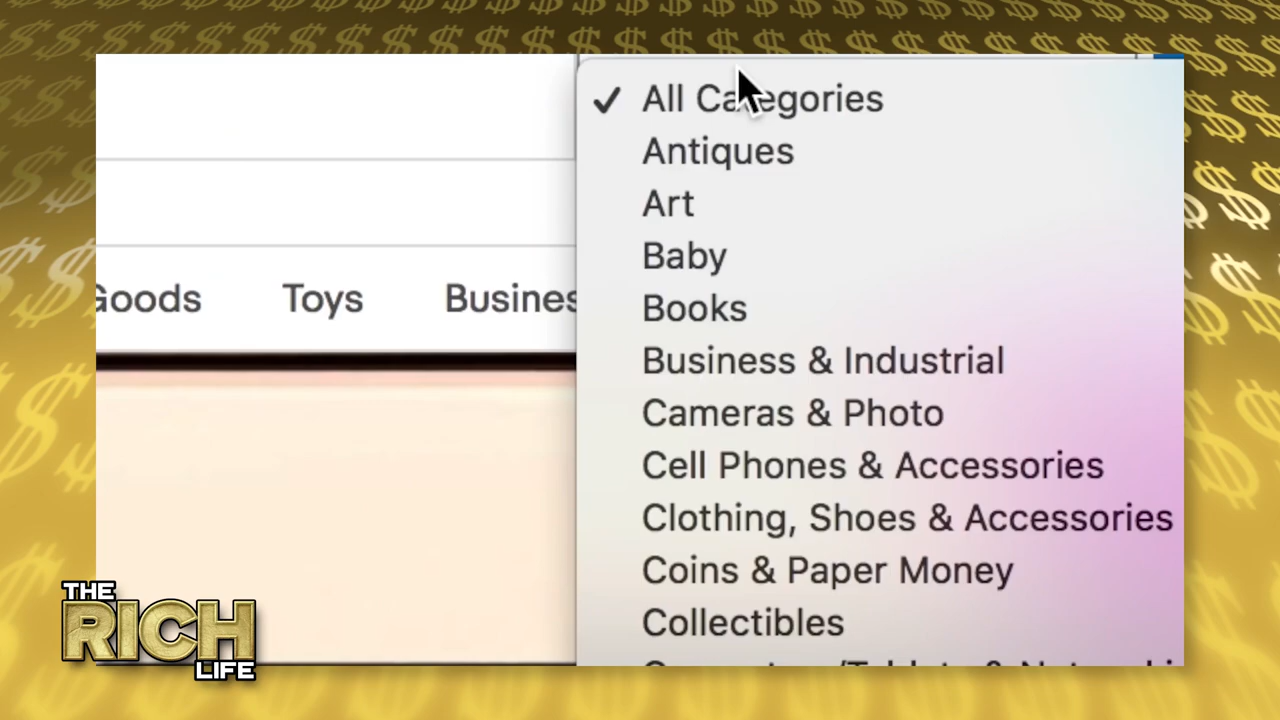 All Categories
Antiques
Art
Baby
Books
Goods Toys Busines
Business & Industrial
Cameras & Photo
Cell Phones & Accessories
Clothing, Shoes & Accessories
Coins & Paper Money
Collectibles
THE
RICH
LIFE